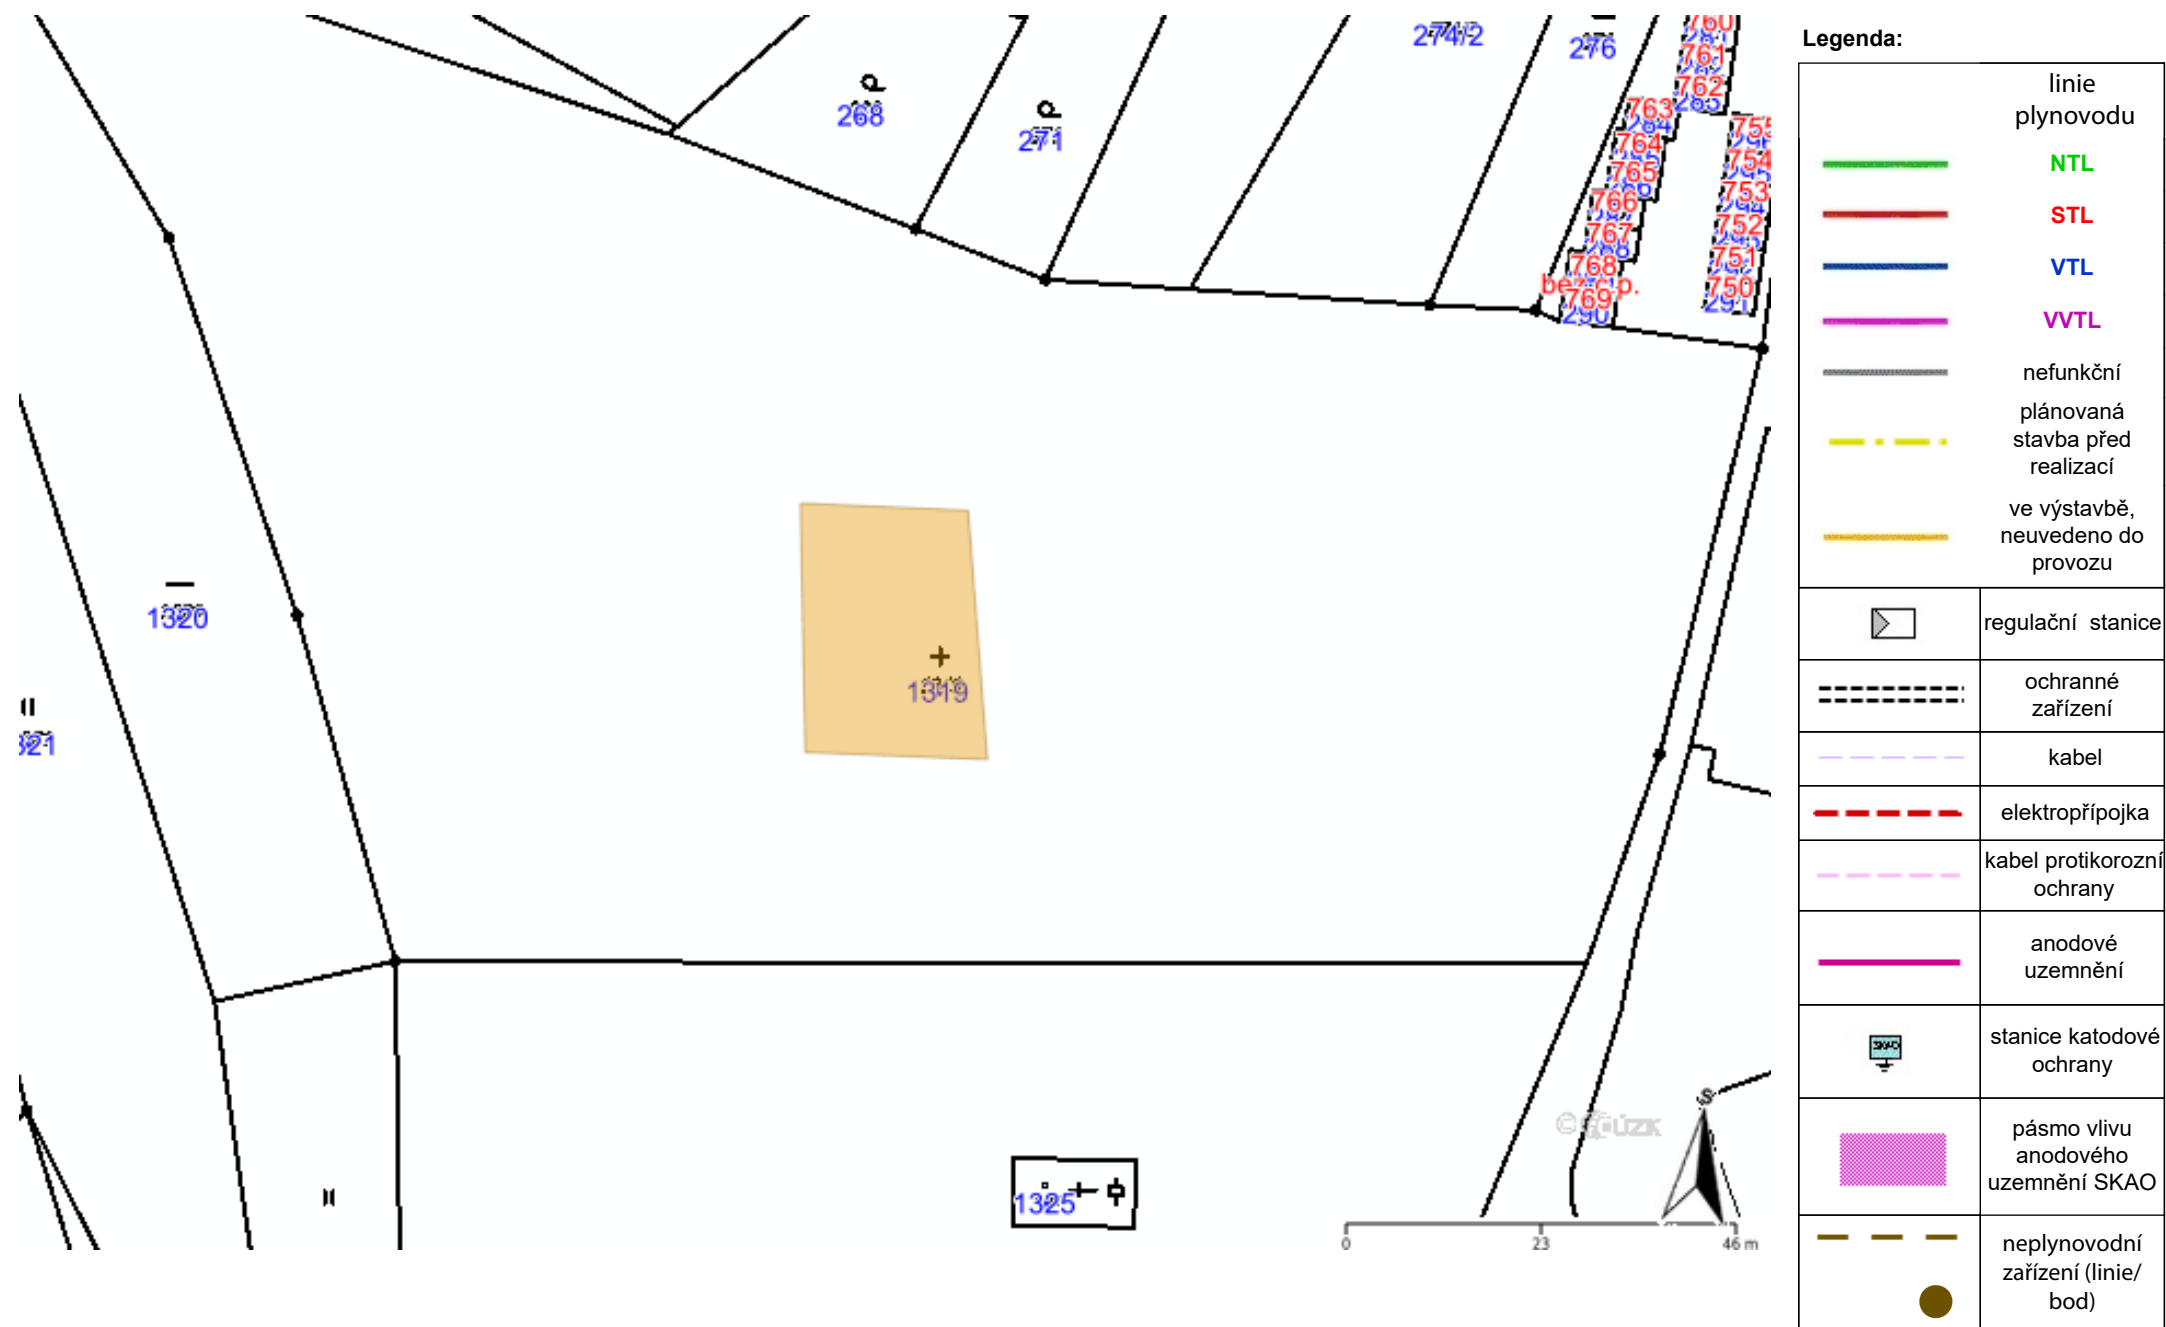 274/2
276
268
271
760
761
762
763
764
765
766
767
768
769
290
755
754
753
752
751
750
291
1320
1319
1325
© ČÚZK
S
0
23
46 m
Legenda:
linie
plynovodu
NTL
STL
VTL
VVTL
nefunkční
plánovaná
stavba před
realizací
ve výstavbě,
neuvedeno do
provozu
regulační stanice
ochranné
zařízení
kabel
elektropřípojka
kabel protikorozní
ochrany
anodové
uzemnění
SKAO
stanice katodové
ochrany
pásmo vlivu
anodového
uzemnění SKAO
neplynovodní
zařízení (linie/
bod)